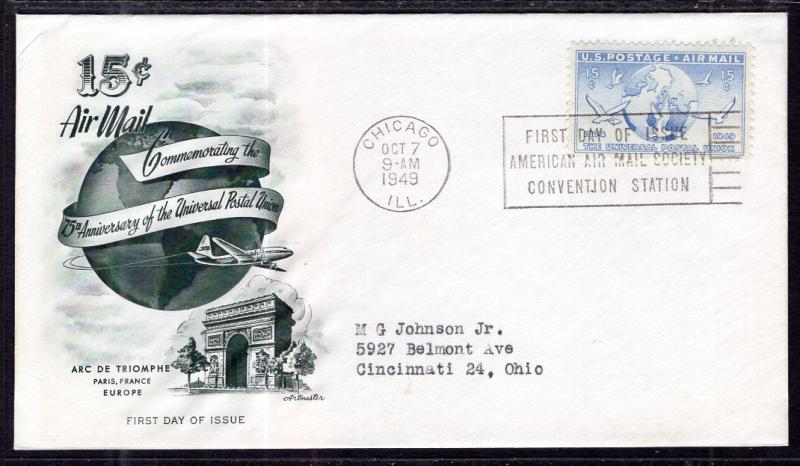 15¢
Air Mail
Commemorating the
75th Anniversary of the Universal Postal Union
ARC DE TRIOMPHE
PARIS, FRANCE
EUROPE
Artmaster
FIRST DAY OF ISSUE
CHICAGO
OCT 7
9-AM
1949
ILL.
U.S. POSTAGE • AIR MAIL
15¢ 15¢
1949
THE UNIVERSAL POSTAL UNION
FIRST DAY OF ISSUE
AMERICAN AIR MAIL SOCIETY
CONVENTION STATION
M G Johnson Jr.
5927 Belmont Ave
Cincinnati 24, Ohio